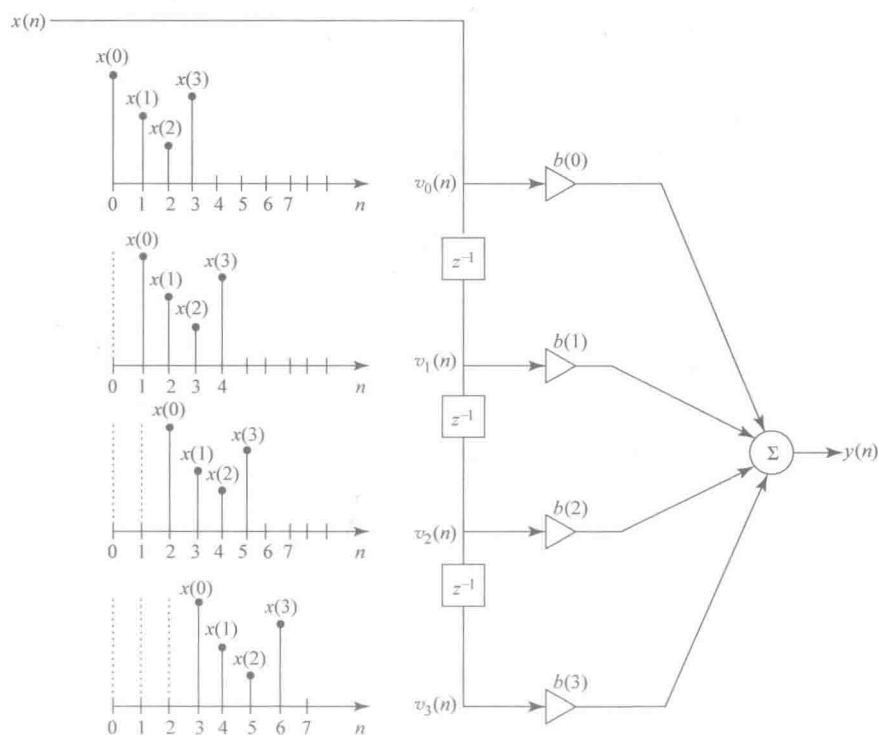 x(n)
x(0)
x(1)
x(2)
x(3)
0 1 2 3 4 5 6 7 n
v₀(n)
b(0)
z⁻¹
x(0)
x(1)
x(2)
x(3)
0 1 2 3 4 n
v₁(n)
b(1)
z⁻¹
x(0)
x(1)
x(2)
x(3)
0 1 2 3 4 5 6 7 n
v₂(n)
b(2)
Σ
y(n)
z⁻¹
x(0)
x(1)
x(2)
x(3)
0 1 2 3 4 5 6 7 n
v₃(n)
b(3)